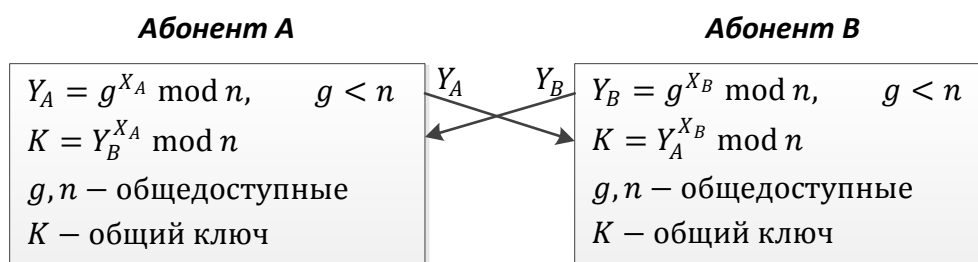 Абонент А
Абонент В
Y_A = g^{X_A} mod n, g < n
K = Y_B^{X_A} mod n
g, n − общедоступные
K − общий ключ
Y_A
Y_B
Y_B = g^{X_B} mod n, g < n
K = Y_A^{X_B} mod n
g, n − общедоступные
K − общий ключ